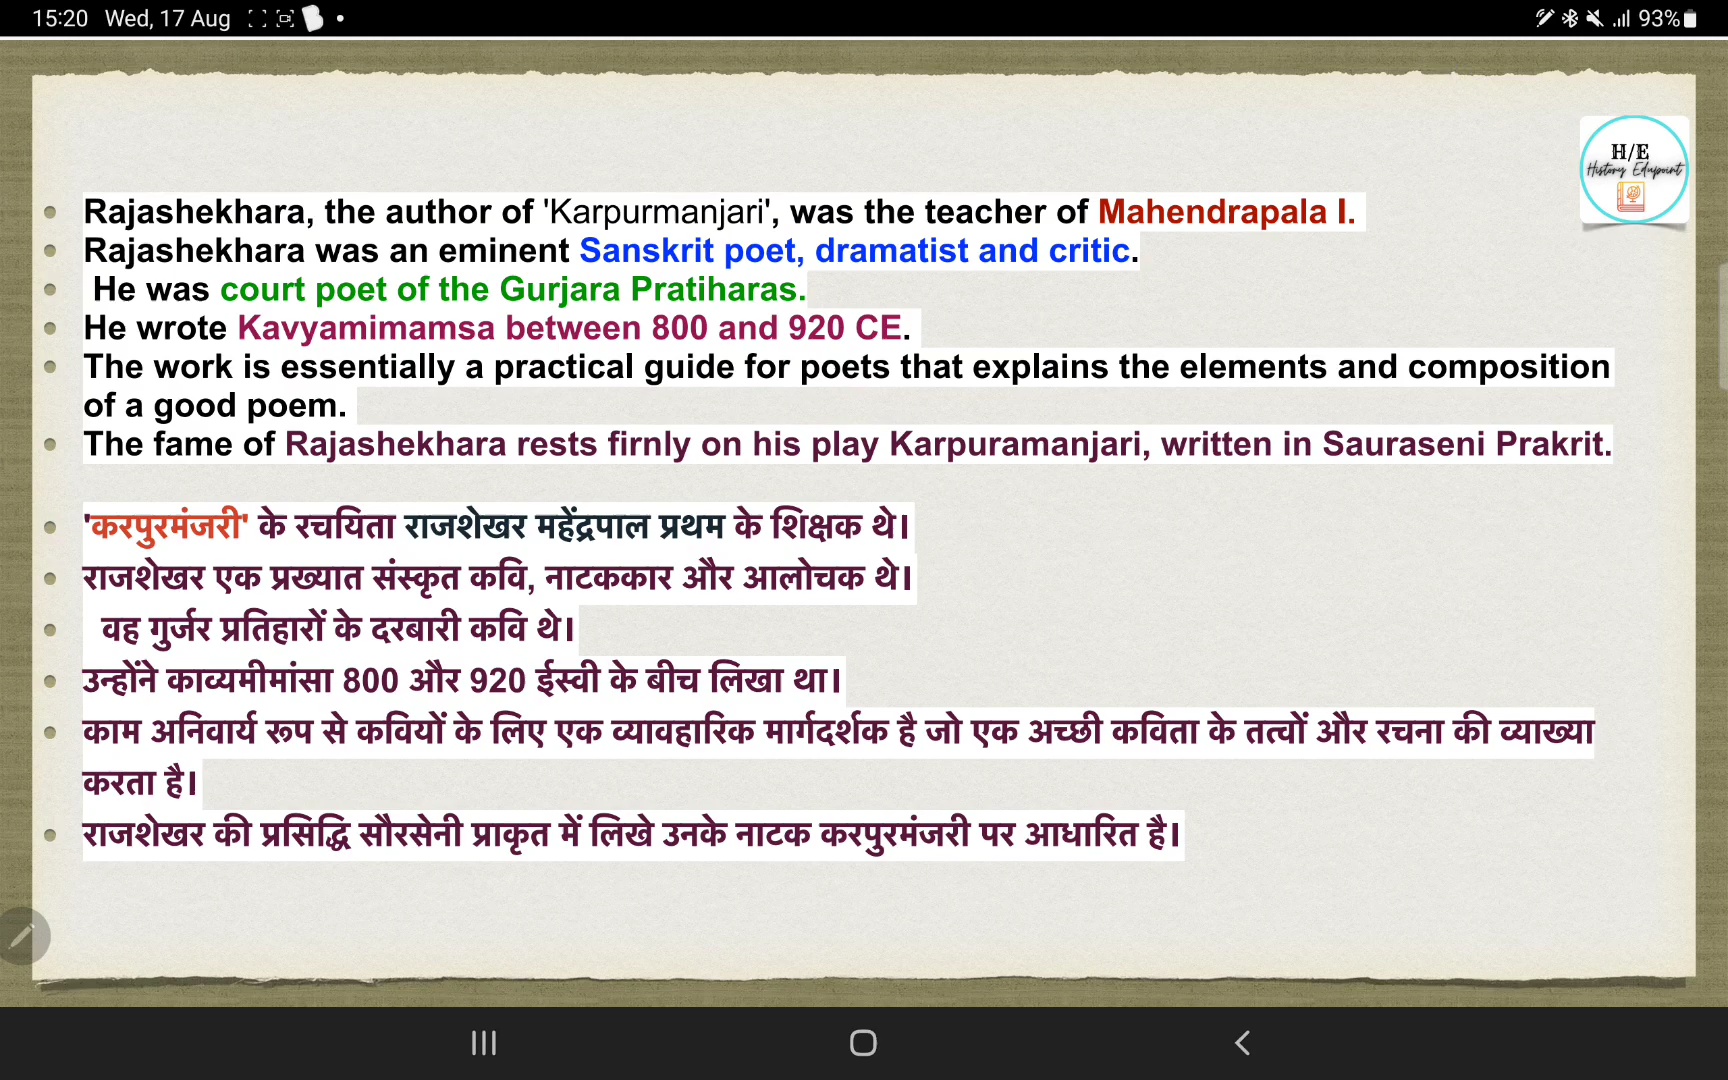 15:20 Wed, 17 Aug
93%
H/E
History Edupoint
Rajashekhara, the author of 'Karpurmanjari', was the teacher of Mahendrapala I.
Rajashekhara was an eminent Sanskrit poet, dramatist and critic.
He was court poet of the Gurjara Pratiharas.
He wrote Kavyamimamsa between 800 and 920 CE.
The work is essentially a practical guide for poets that explains the elements and composition
of a good poem.
The fame of Rajashekhara rests firnly on his play Karpuramanjari, written in Sauraseni Prakrit.
'करपुरमंजरी' के रचयिता राजशेखर महेंद्रपाल प्रथम के शिक्षक थे।
राजशेखर एक प्रख्यात संस्कृत कवि, नाटककार और आलोचक थे।
वह गुर्जर प्रतिहारों के दरबारी कवि थे।
उन्होंने काव्यमीमांसा 800 और 920 ईस्वी के बीच लिखा था।
काम अनिवार्य रूप से कवियों के लिए एक व्यावहारिक मार्गदर्शक है जो एक अच्छी कविता के तत्वों और रचना की व्याख्या
करता है।
राजशेखर की प्रसिद्धि सौरसेनी प्राकृत में लिखे उनके नाटक करपुरमंजरी पर आधारित है।